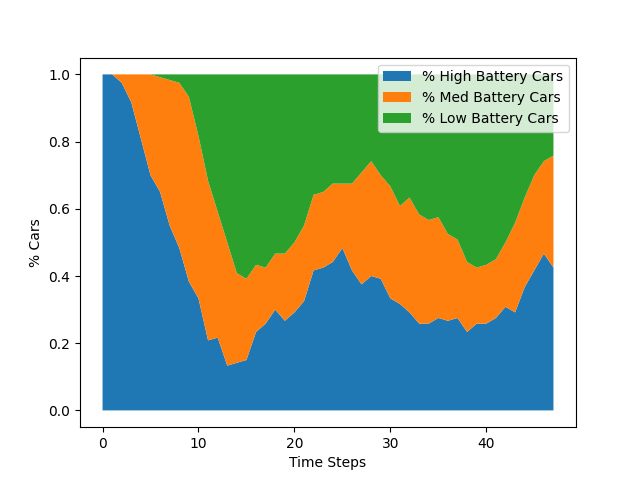 % High Battery Cars
% Med Battery Cars
% Low Battery Cars
1.0
0.8
0.6
0.4
0.2
0.0
% Cars
0 10 20 30 40
Time Steps